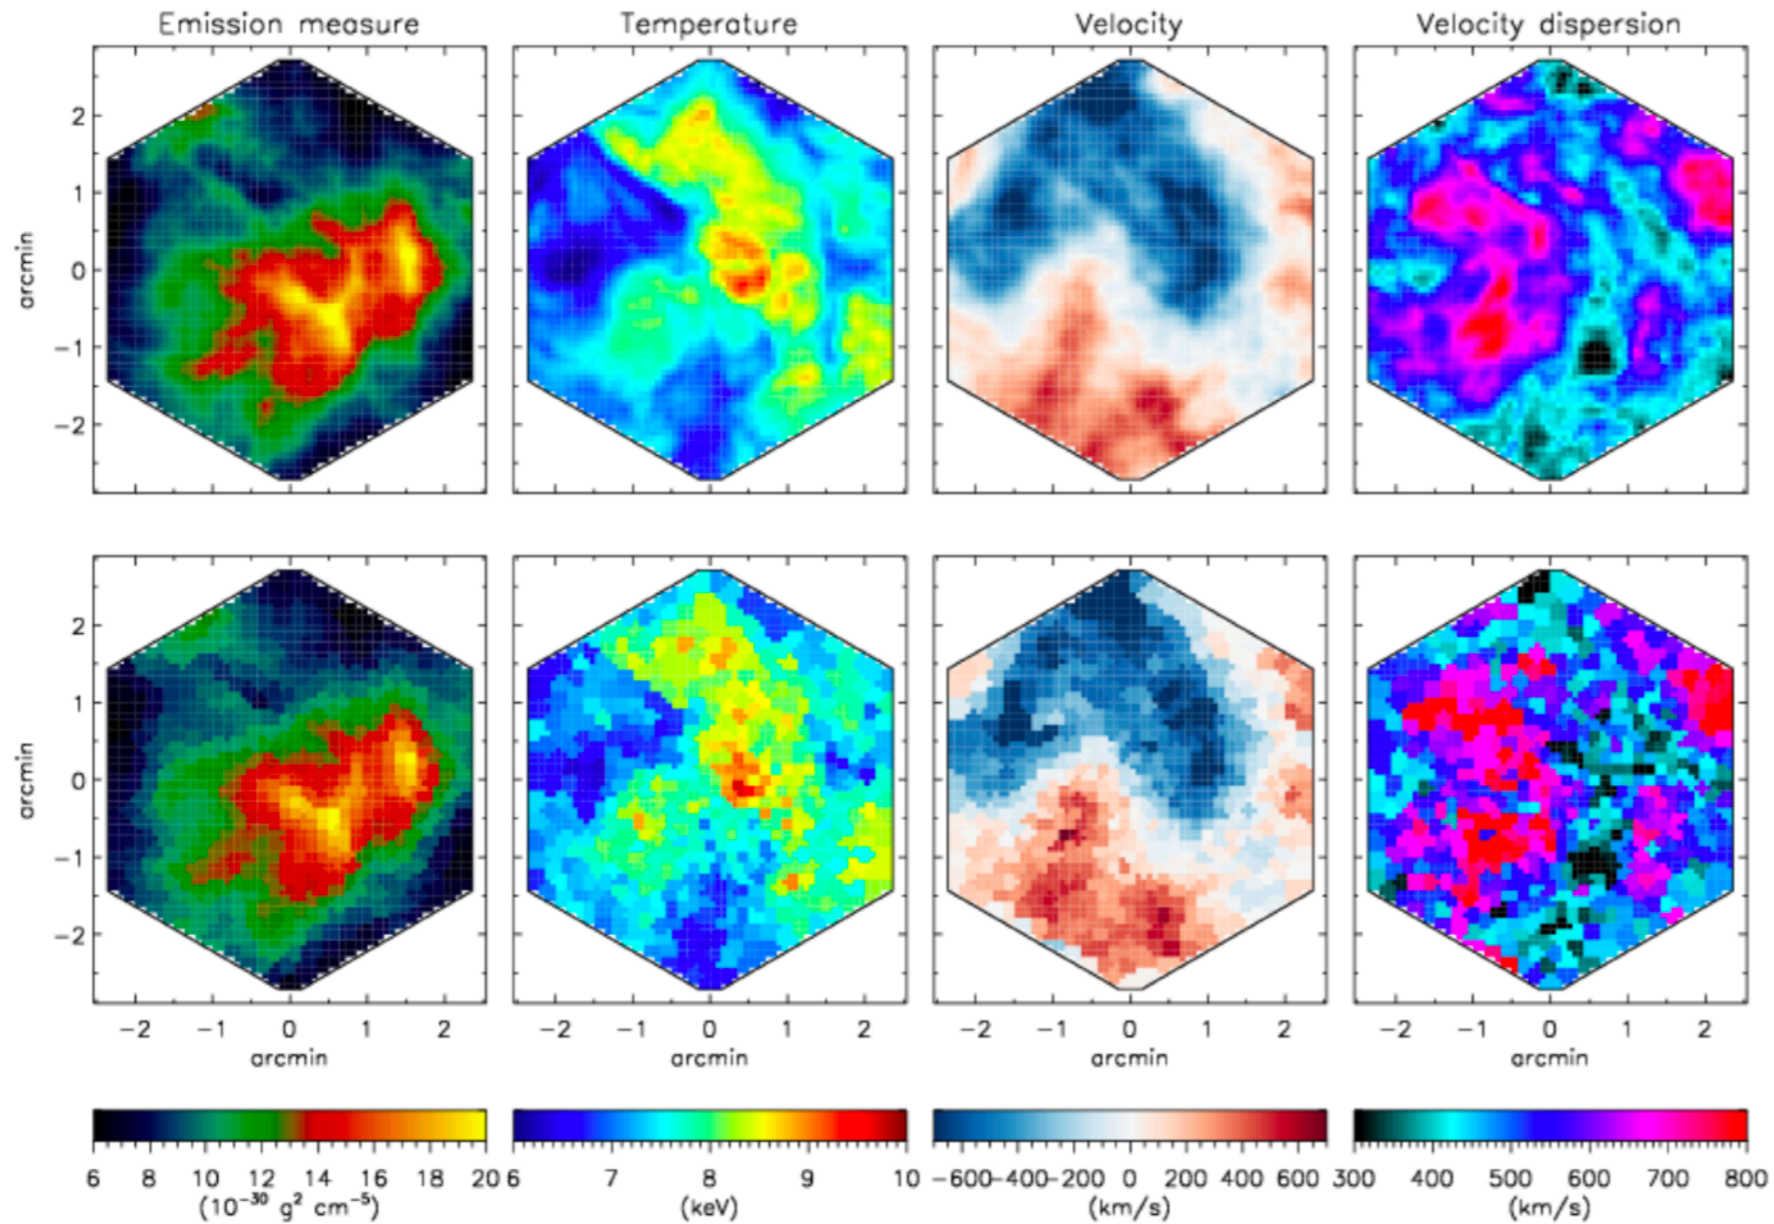 Emission measure Temperature Velocity Velocity dispersion
2
1
0
−1
−2
arcmin
2
1
0
−1
−2
arcmin
−2 −1 0 1 2 −2 −1 0 1 2 −2 −1 0 1 2 −2 −1 0 1 2
arcmin arcmin arcmin arcmin
6 8 10 12 14 16 18 20 6 7 8 9 10 −600 −400 −200 0 200 400 600 300 400 500 600 700 800
(10⁻³⁰ g² cm⁻⁵) (keV) (km/s) (km/s)